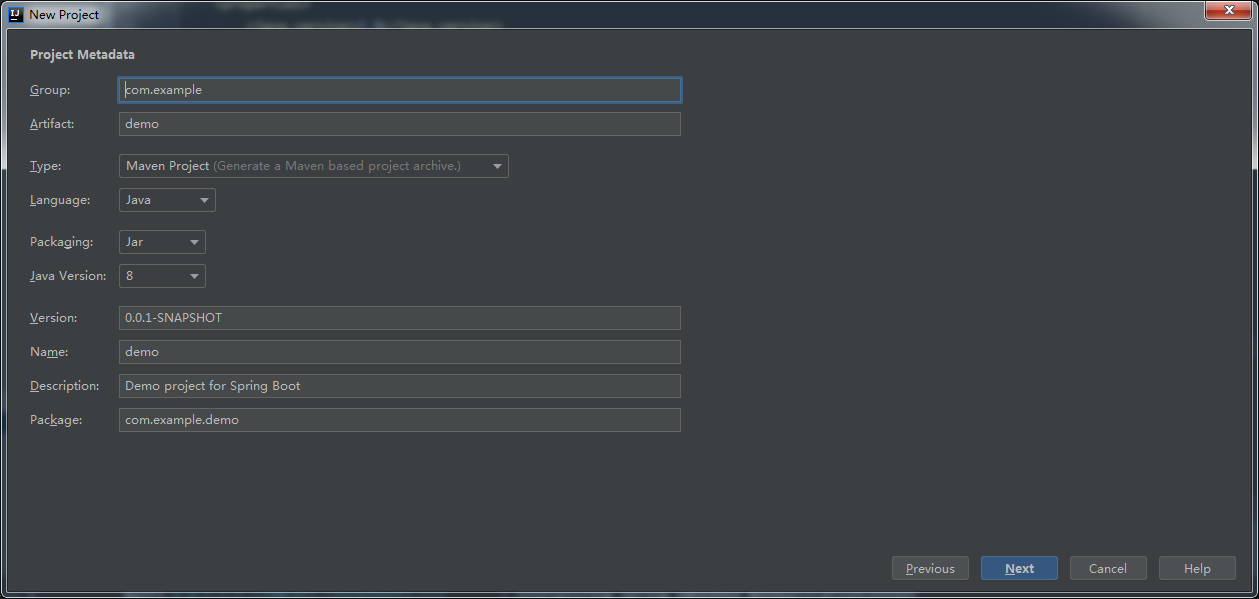 New Project
Project Metadata
Group: com.example
Artifact: demo
Type: Maven Project (Generate a Maven based project archive.)
Language: Java
Packaging: Jar
Java Version: 8
Version: 0.0.1-SNAPSHOT
Name: demo
Description: Demo project for Spring Boot
Package: com.example.demo
Previous Next Cancel Help